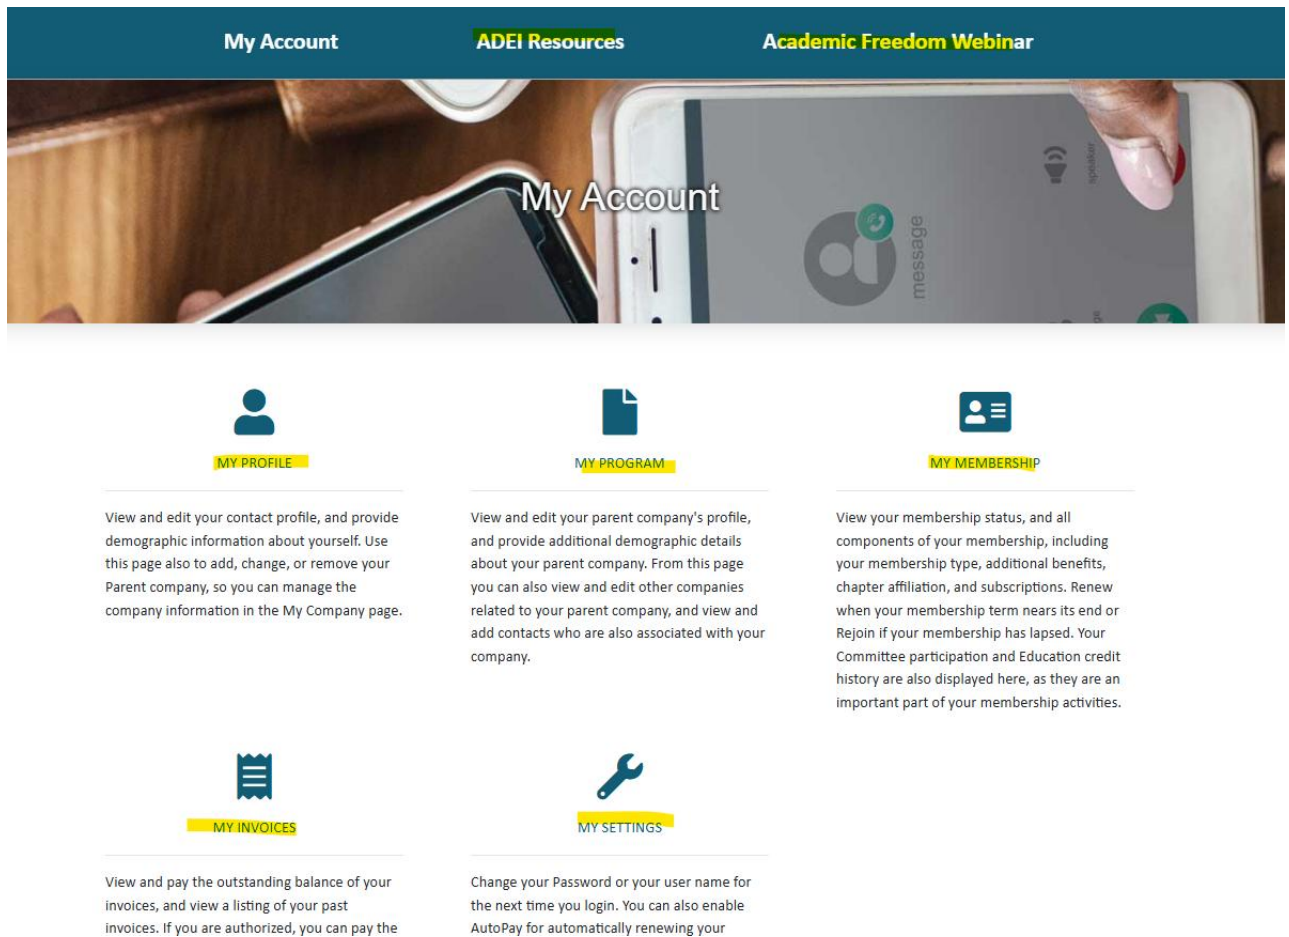 My Account
ADEI Resources
Academic Freedom Webinar
speaker
My Account
message
MY PROFILE
View and edit your contact profile, and provide
demographic information about yourself. Use
this page also to add, change, or remove your
Parent company, so you can manage the
company information in the My Company page.
MY PROGRAM
View and edit your parent company's profile,
and provide additional demographic details
about your parent company. From this page
you can also view and edit other companies
related to your parent company, and view and
add contacts who are also associated with your
company.
MY MEMBERSHIP
View your membership status, and all
components of your membership, including
your membership type, additional benefits,
chapter affiliation, and subscriptions. Renew
when your membership term nears its end or
Rejoin if your membership has lapsed. Your
Committee participation and Education credit
history are also displayed here, as they are an
important part of your membership activities.
MY INVOICES
View and pay the outstanding balance of your
invoices, and view a listing of your past
invoices. If you are authorized, you can pay the
MY SETTINGS
Change your Password or your user name for
the next time you login. You can also enable
AutoPay for automatically renewing your